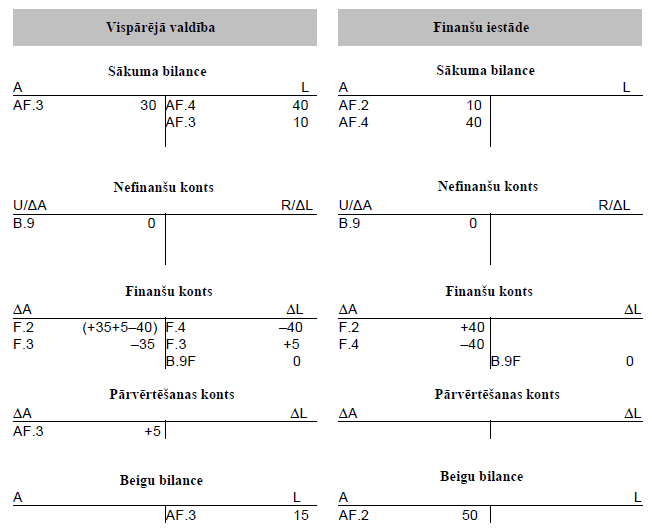 Vispārējā valdība Finanšu iestāde
Sākuma bilance Sākuma bilance
A L A L
AF.3 30 AF.4 40 AF.2 10
AF.3 10 AF.4 40
Nefinanšu konts Nefinanšu konts
U/ΔA R/ΔL U/ΔA R/ΔL
B.9 0 B.9 0
Finanšu konts Finanšu konts
ΔA ΔL ΔA ΔL
F.2 (+35+5–40) F.4 –40 F.2 +40
F.3 –35 F.3 +5 F.4 –40
B.9F 0 B.9F 0
Pārvērtēšanas konts Pārvērtēšanas konts
ΔA ΔL ΔA ΔL
AF.3 +5
Beigu bilance Beigu bilance
A L A L
AF.3 15 AF.2 50